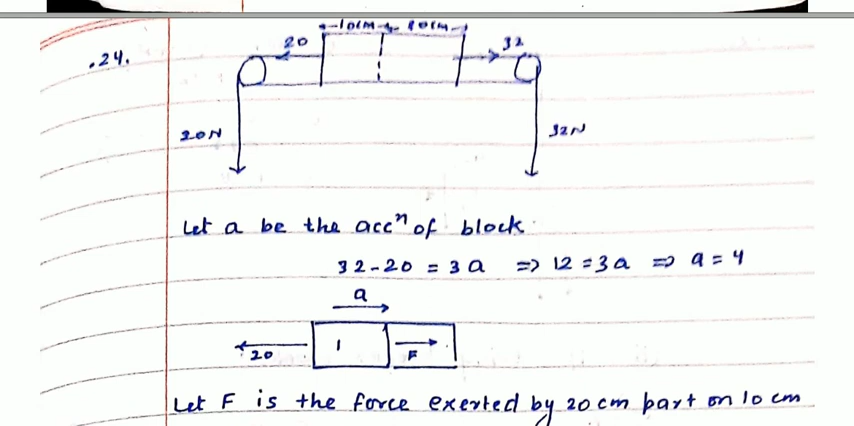 10cm 20cm
.24.
20 32
20N 32N
Let a be the accⁿ of block.
32-20 = 3a ⇒ 12 = 3a ⇒ a = 4
a
20 1 F
Let F is the force exerted by 20 cm part on 10 cm